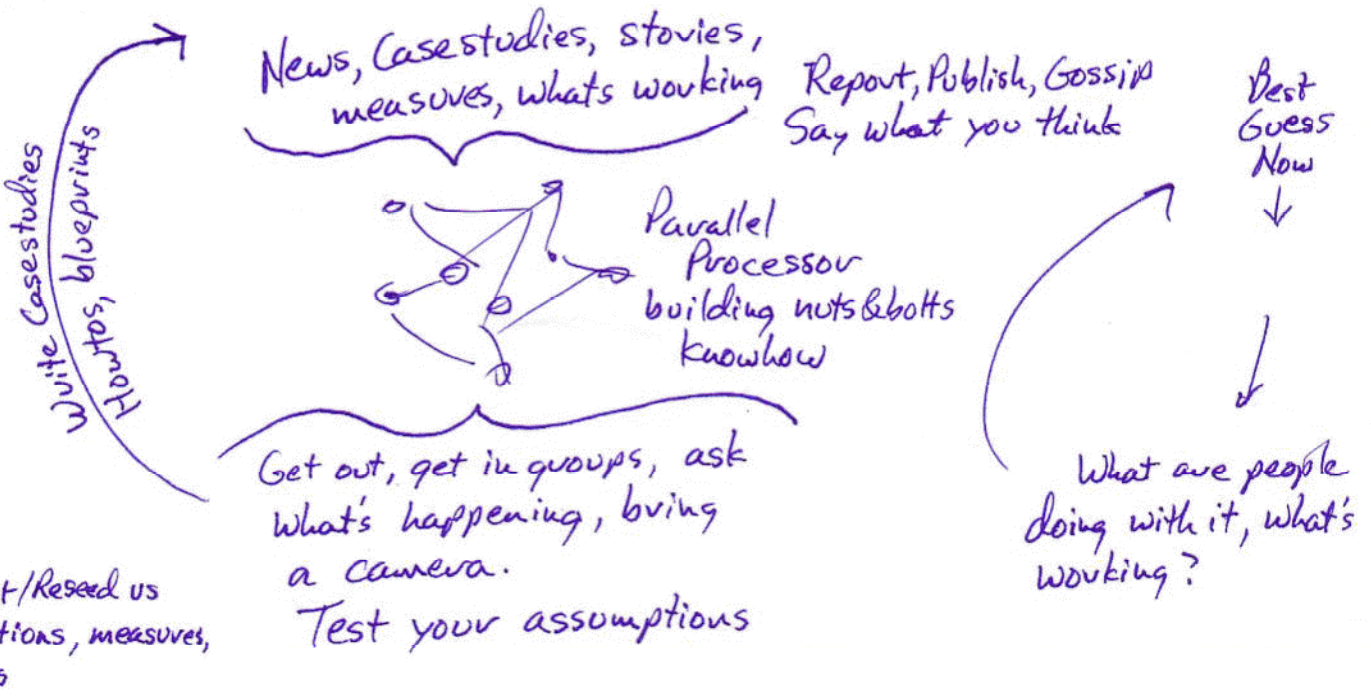 News, Casestudies, stories,
measures, whats working
Report, Publish, Gossip
Say what you think
Best
Guess
Now
Write Casestudies
Howtos, blueprints
Parallel
Processor
building nuts&bolts
knowhow
Get out, get in groups, ask
what's happening, bring
a camera.
Test your assumptions
What are people
doing with it, what's
working?
/Reseed us
tions, measures,